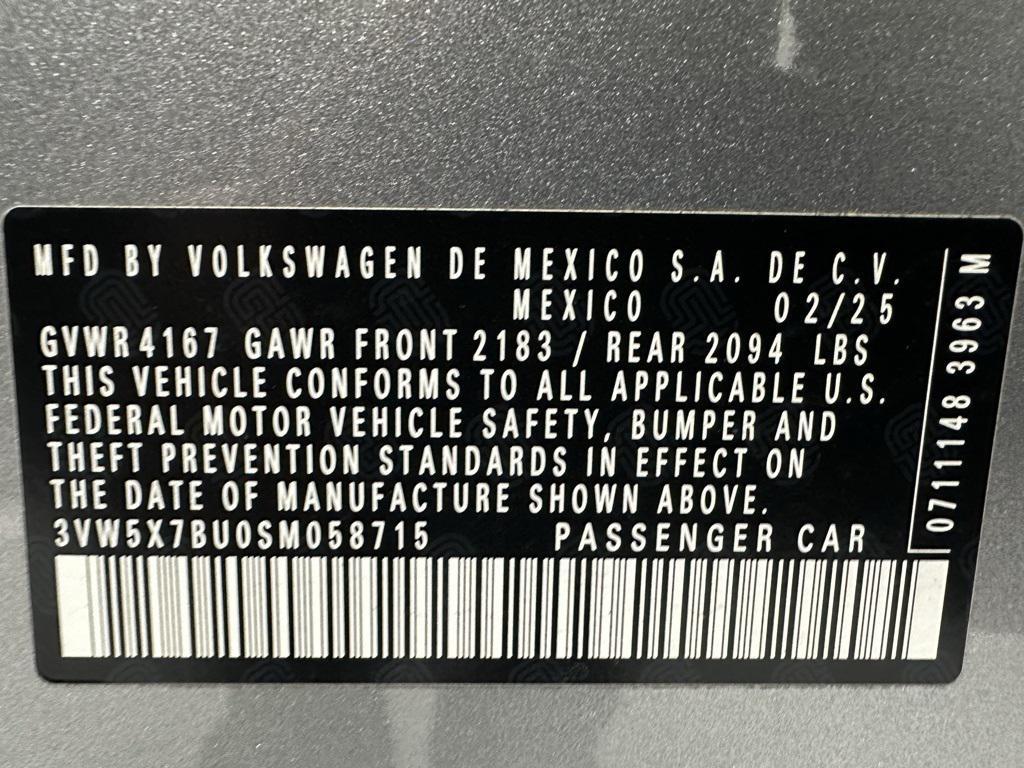 MFD BY VOLKSWAGEN DE MEXICO S.A. DE C.V.
MEXICO 02/25
GVWR 4167 GAWR FRONT 2183 / REAR 2094 LBS
THIS VEHICLE CONFORMS TO ALL APPLICABLE U.S.
FEDERAL MOTOR VEHICLE SAFETY, BUMPER AND
THEFT PREVENTION STANDARDS IN EFFECT ON
THE DATE OF MANUFACTURE SHOWN ABOVE.
3VW5X7BU0SM058715 PASSENGER CAR
0711148 3963 M